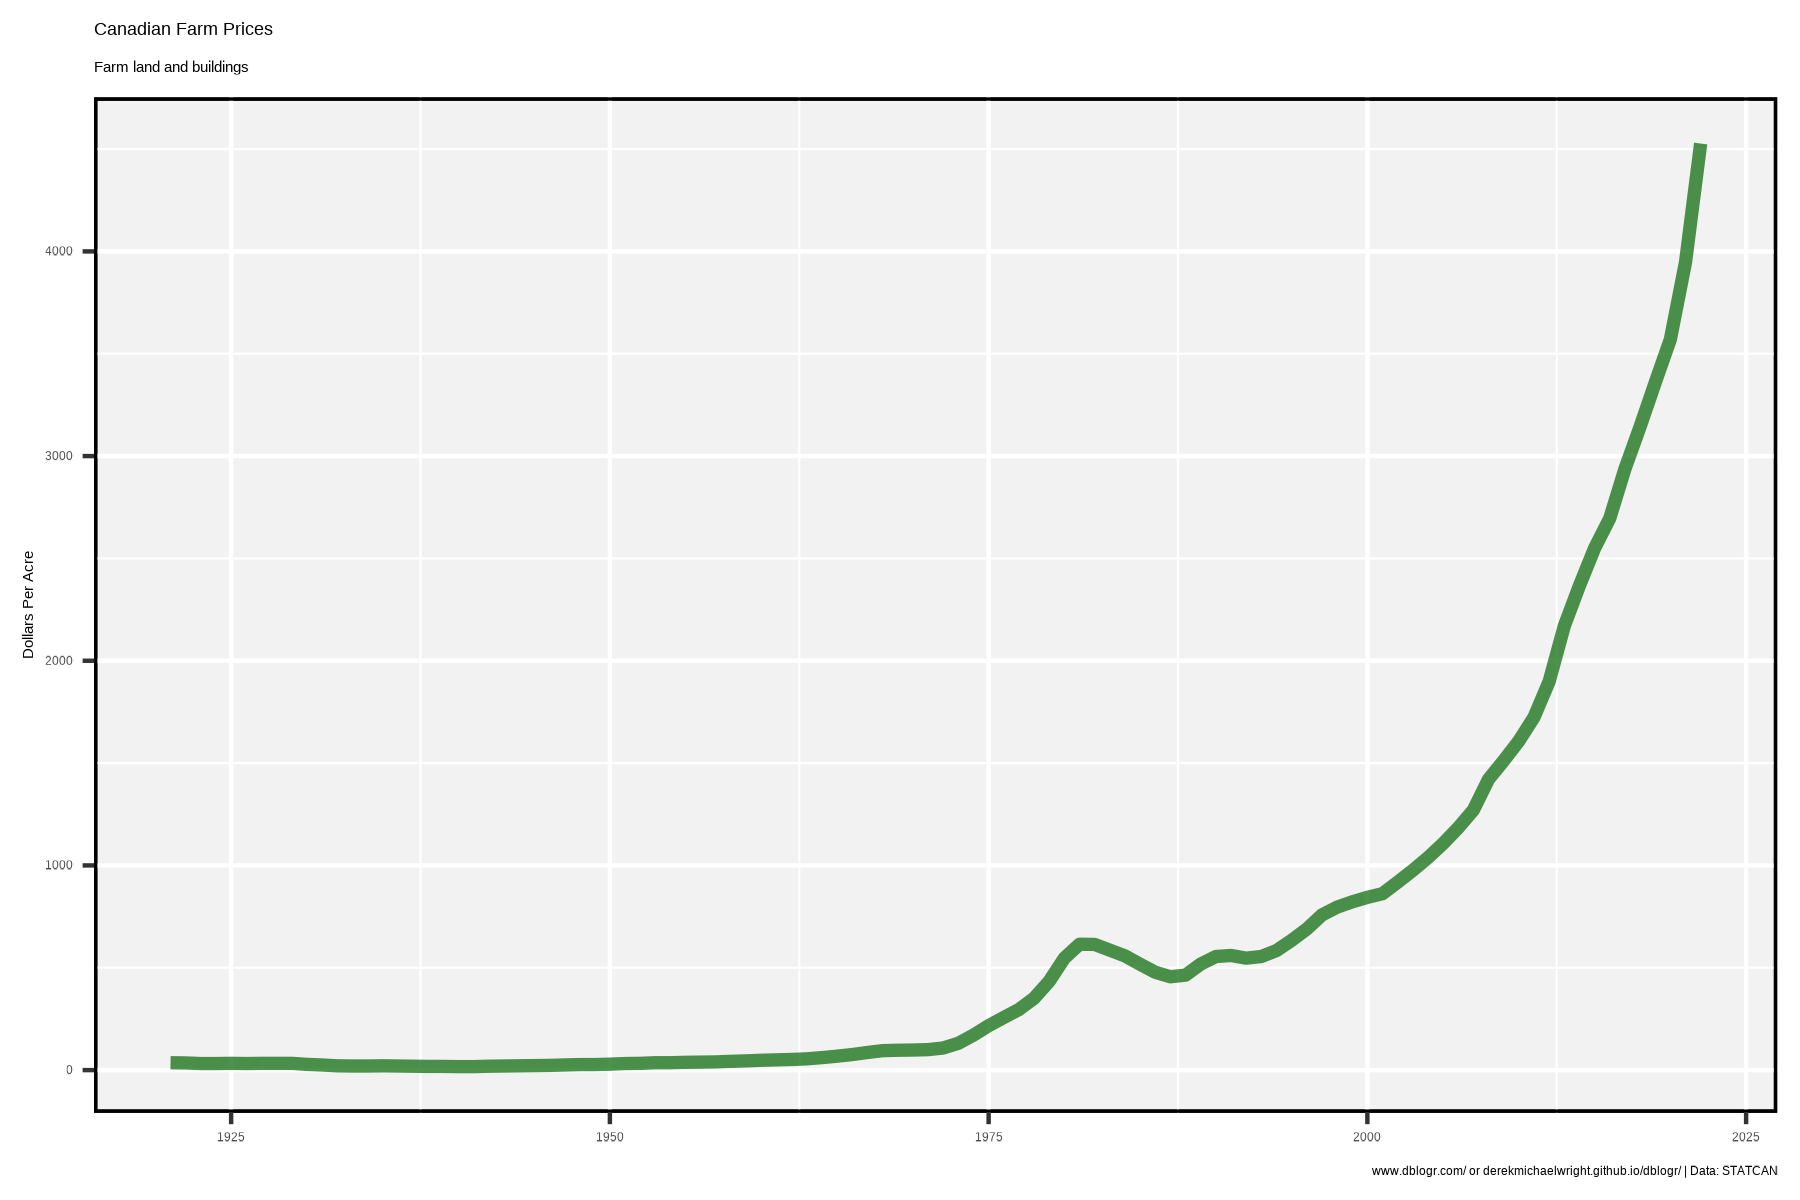 Canadian Farm Prices
Farm land and buildings
Dollars Per Acre
4000
3000
2000
1000
0
1925
1950
1975
2000
2025
www.dblogr.com/ or derekmichaelwright.github.io/dblogr/ | Data: STATCAN